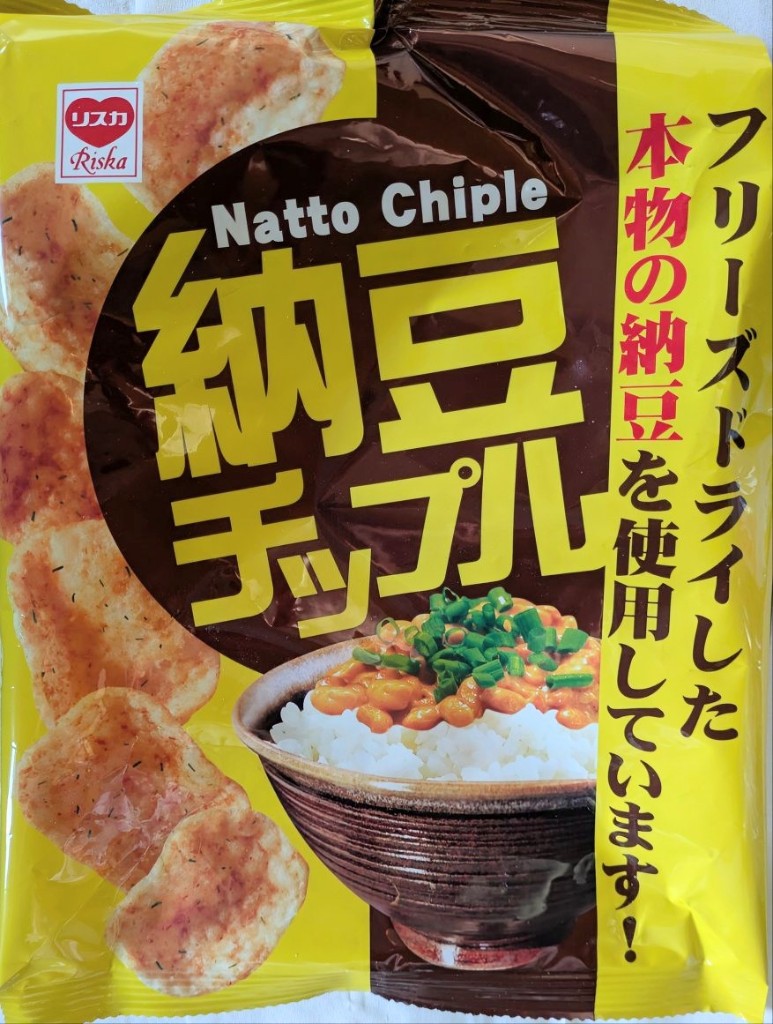 リスカ
Riska
Natto Chiple
納豆
チップル
フリーズドライした
本物の納豆を使用しています!